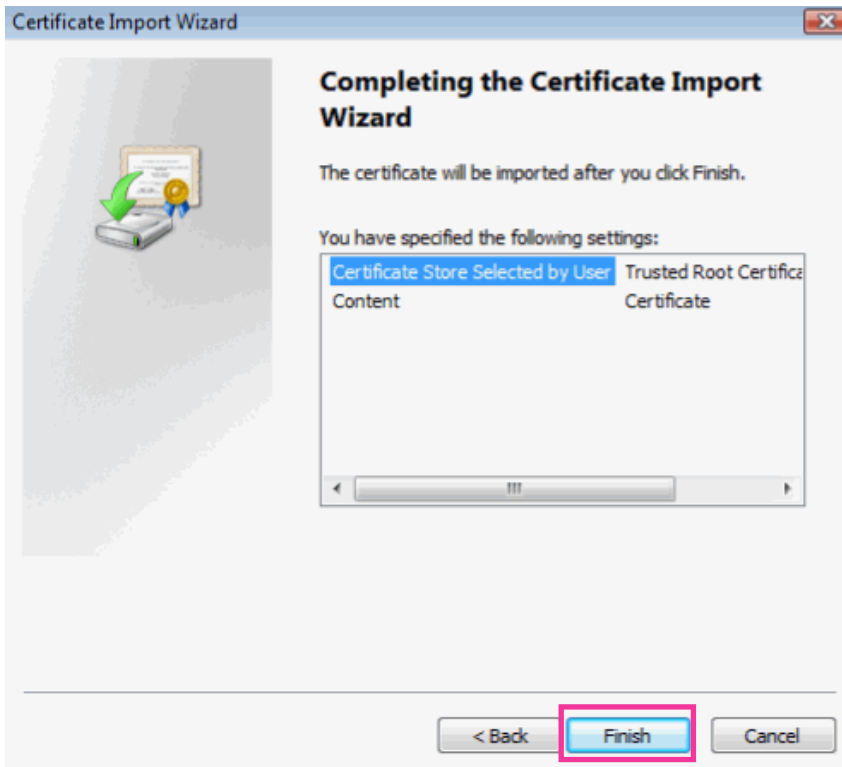 Certificate Import Wizard
Completing the Certificate Import
Wizard
The certificate will be imported after you click Finish.
You have specified the following settings:
Certificate Store Selected by User Trusted Root Certifica
Content Certificate
< Back Finish Cancel